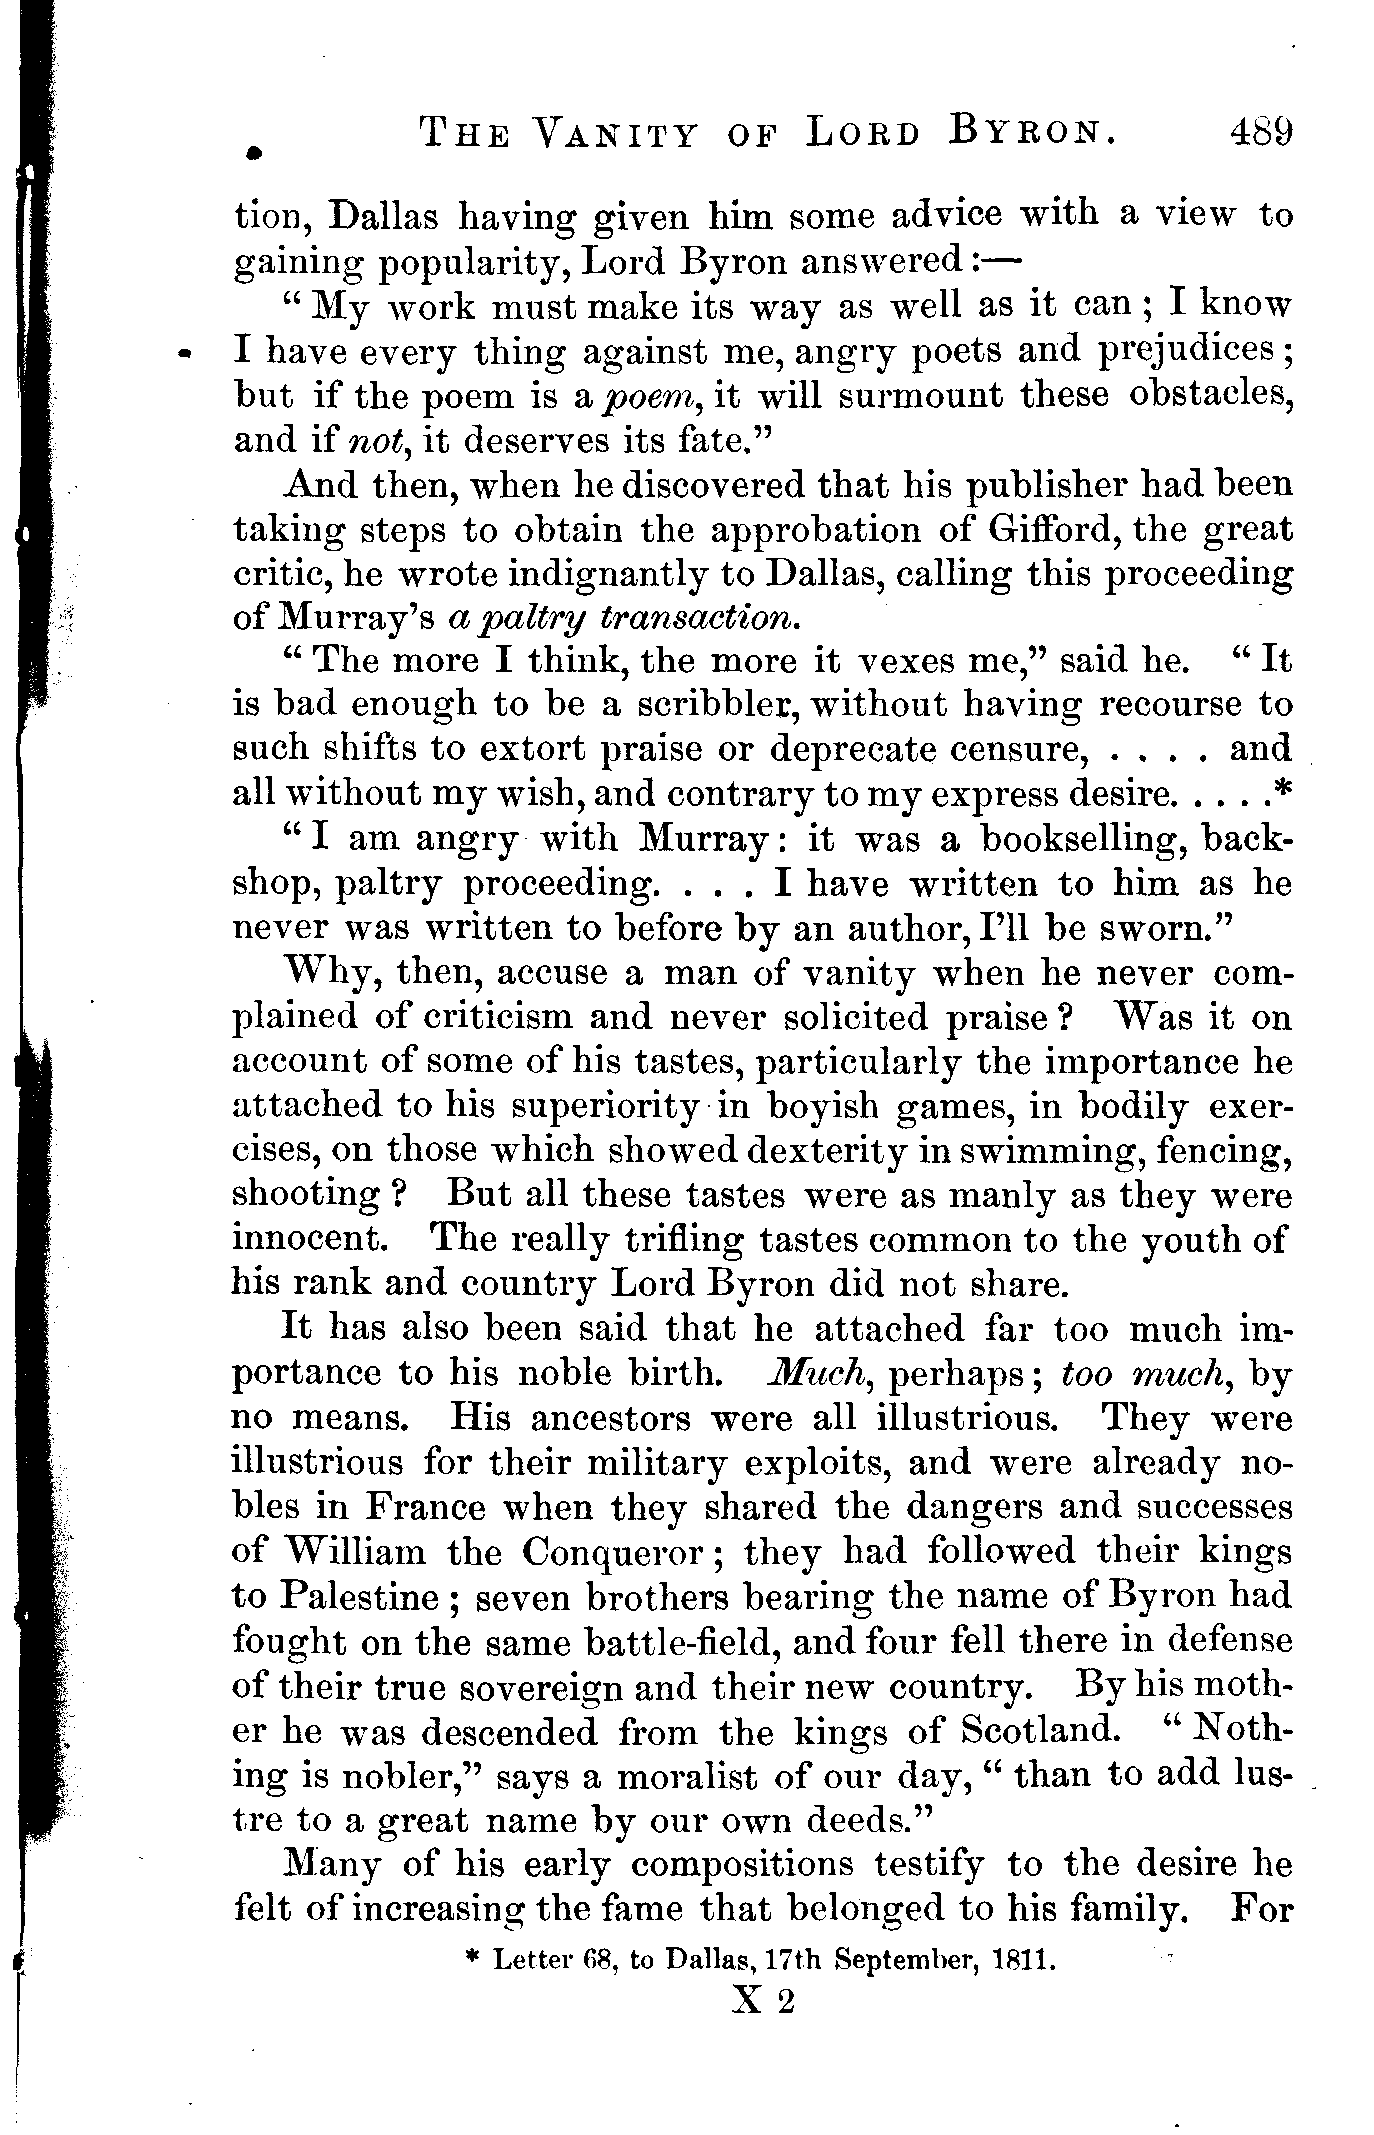 THE VANITY OF LORD BYRON. 489
tion, Dallas having given him some advice with a view to
gaining popularity, Lord Byron answered:—
“My work must make its way as well as it can; I know
I have every thing against me, angry poets and prejudices;
but if the poem is a poem, it will surmount these obstacles,
and if not, it deserves its fate.”
And then, when he discovered that his publisher had been
taking steps to obtain the approbation of Gifford, the great
critic, he wrote indignantly to Dallas, calling this proceeding
of Murray’s a paltry transaction.
“The more I think, the more it vexes me,” said he. “It
is bad enough to be a scribbler, without having recourse to
such shifts to extort praise or deprecate censure, . . . . and
all without my wish, and contrary to my express desire. . . . .*
“I am angry with Murray: it was a bookselling, back-
shop, paltry proceeding. . . . I have written to him as he
never was written to before by an author, I’ll be sworn.”
Why, then, accuse a man of vanity when he never com-
plained of criticism and never solicited praise? Was it on
account of some of his tastes, particularly the importance he
attached to his superiority in boyish games, in bodily exer-
cises, on those which showed dexterity in swimming, fencing,
shooting? But all these tastes were as manly as they were
innocent. The really trifling tastes common to the youth of
his rank and country Lord Byron did not share.
It has also been said that he attached far too much im-
portance to his noble birth. Much, perhaps; too much, by
no means. His ancestors were all illustrious. They were
illustrious for their military exploits, and were already no-
bles in France when they shared the dangers and successes
of William the Conqueror; they had followed their kings
to Palestine; seven brothers bearing the name of Byron had
fought on the same battle-field, and four fell there in defense
of their true sovereign and their new country. By his moth-
er he was descended from the kings of Scotland. “Noth-
ing is nobler,” says a moralist of our day, “than to add lus-
tre to a great name by our own deeds.”
Many of his early compositions testify to the desire he
felt of increasing the fame that belonged to his family. For
* Letter 68, to Dallas, 17th September, 1811.
X 2